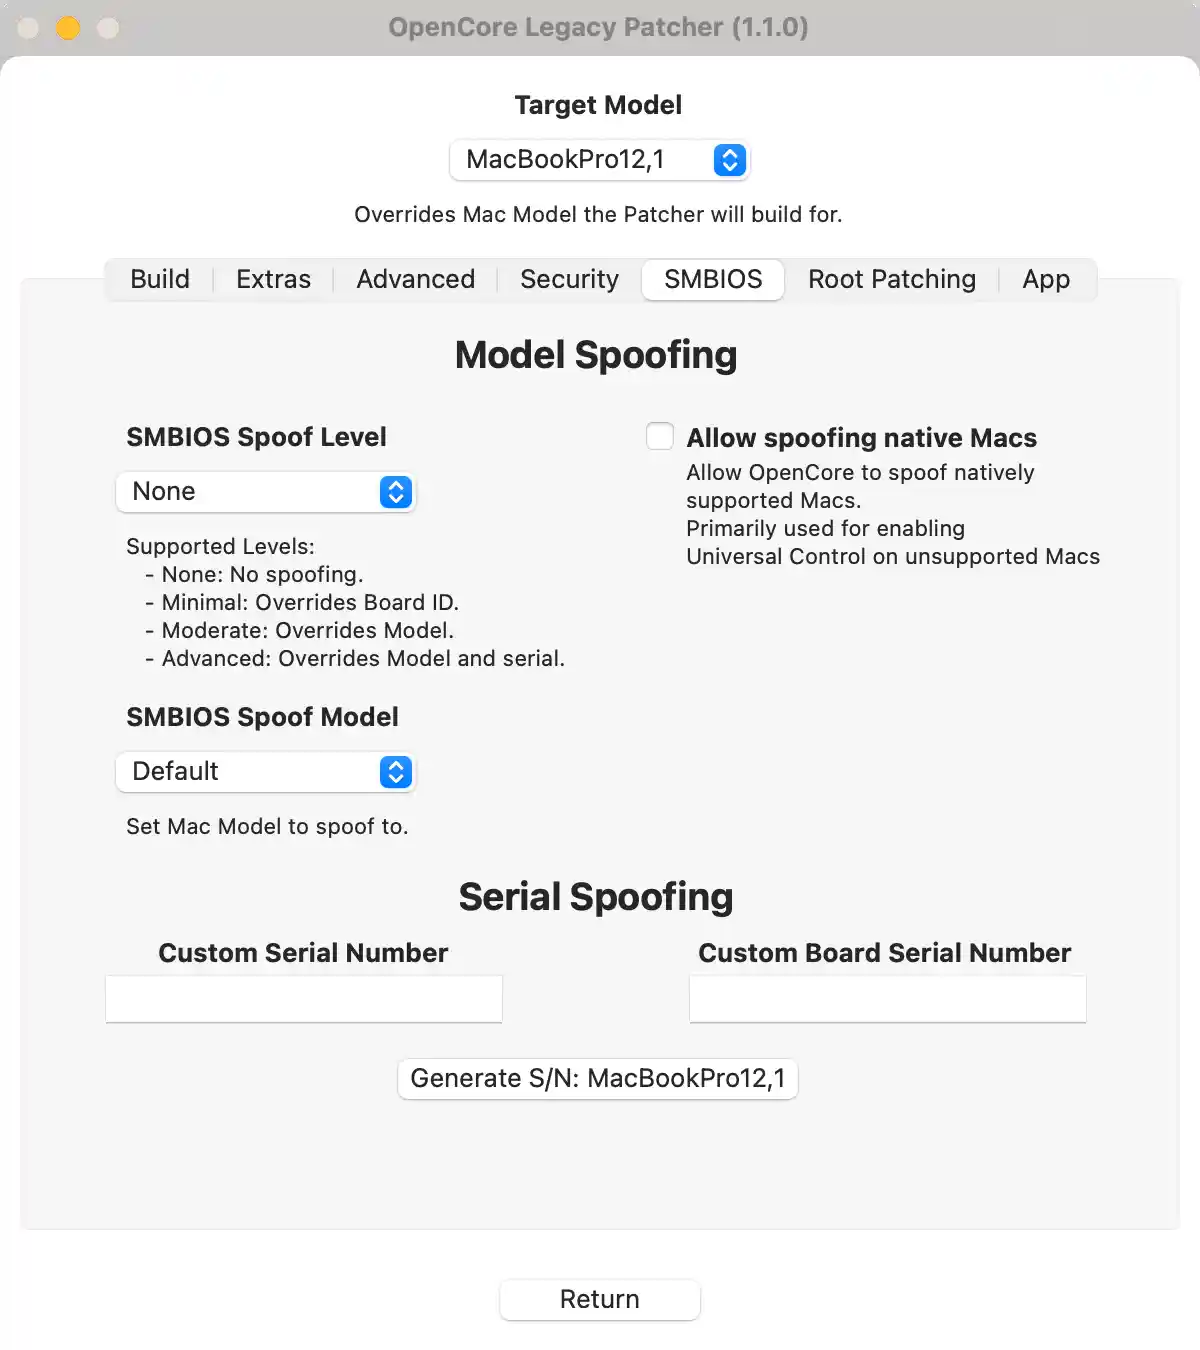 OpenCore Legacy Patcher (1.1.0)
Target Model
MacBookPro12,1
Overrides Mac Model the Patcher will build for.
Build Extras Advanced Security SMBIOS Root Patching App
Model Spoofing
SMBIOS Spoof Level
None
Supported Levels:
- None: No spoofing.
- Minimal: Overrides Board ID.
- Moderate: Overrides Model.
- Advanced: Overrides Model and serial.
Allow spoofing native Macs
Allow OpenCore to spoof natively
supported Macs.
Primarily used for enabling
Universal Control on unsupported Macs
SMBIOS Spoof Model
Default
Set Mac Model to spoof to.
Serial Spoofing
Custom Serial Number
Custom Board Serial Number
Generate S/N: MacBookPro12,1
Return